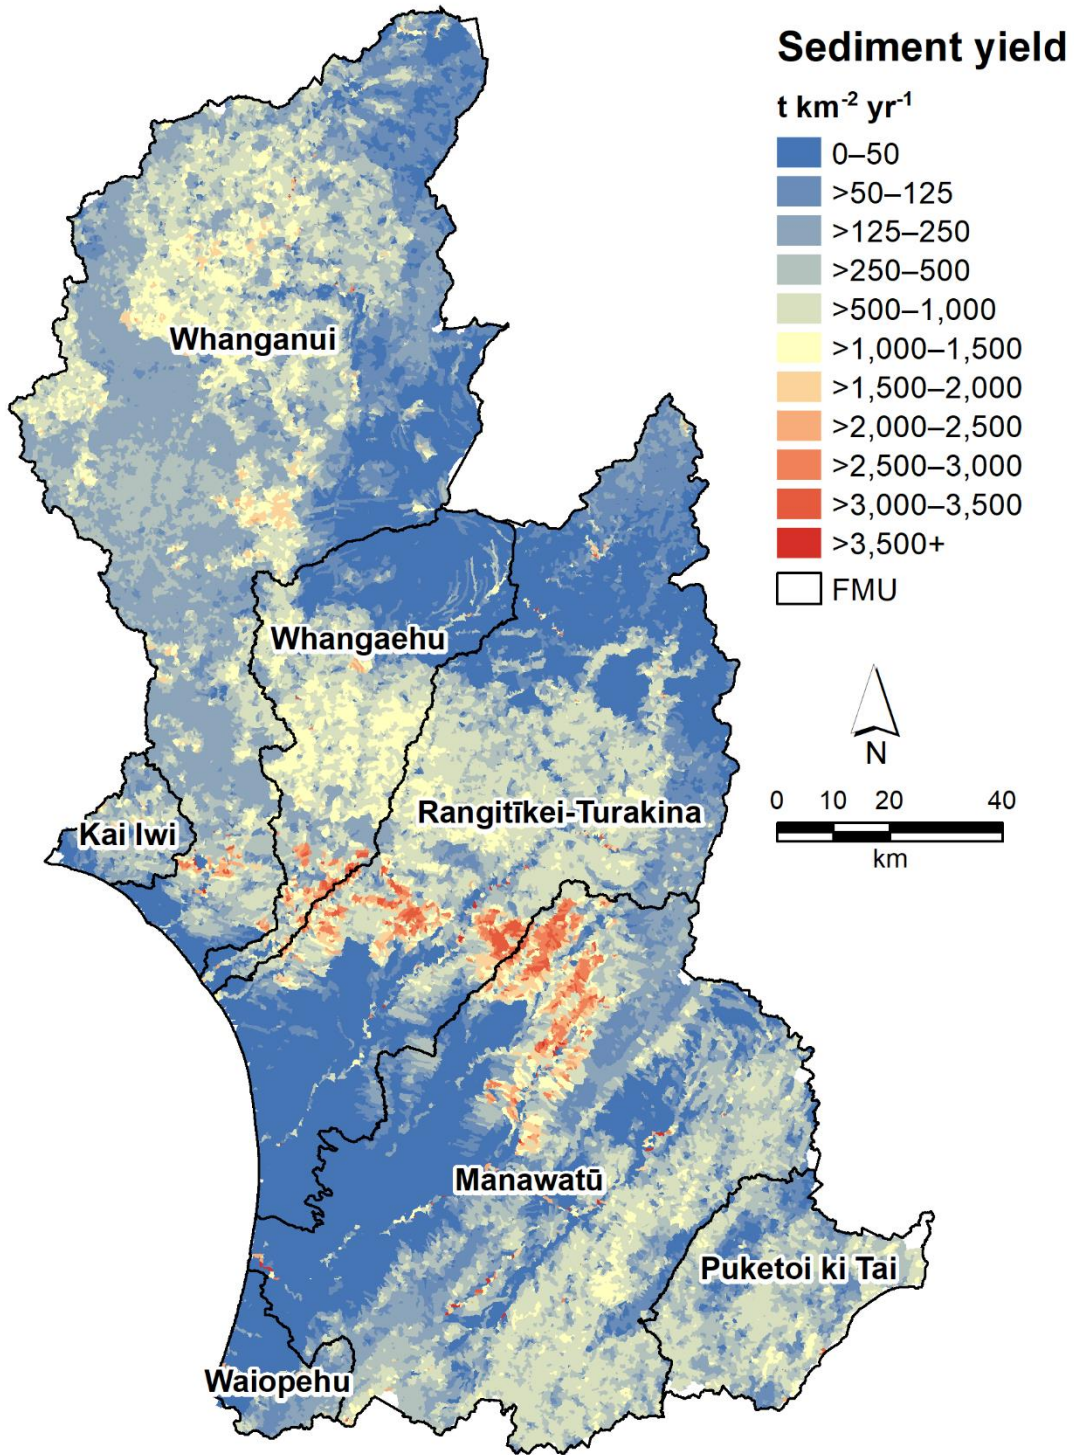 Sediment yield
t km⁻² yr⁻¹
0–50
>50–125
>125–250
>250–500
>500–1,000
>1,000–1,500
>1,500–2,000
>2,000–2,500
>2,500–3,000
>3,000–3,500
>3,500+
FMU
N
0 10 20 40
km
Whanganui
Whangaehu
Rangitīkei-Turakina
Kai Iwi
Manawatū
Puketoi ki Tai
Waiopehu